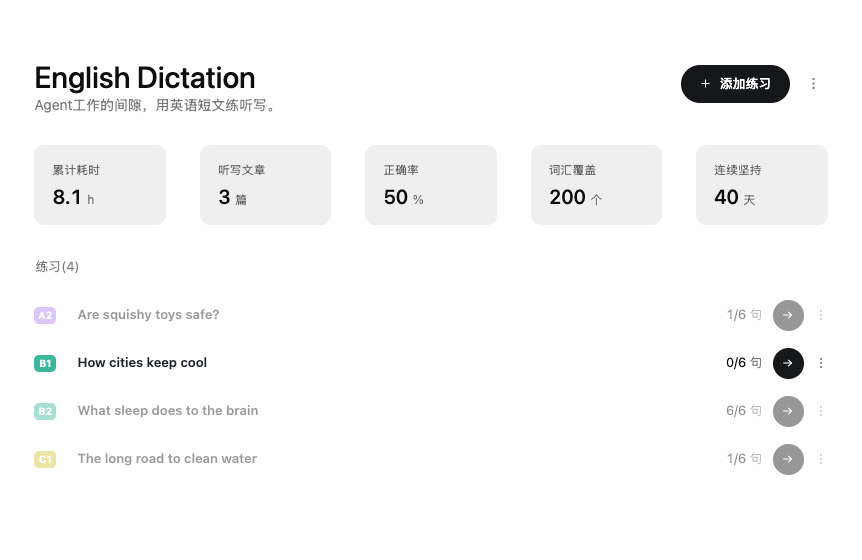 English Dictation
Agent工作的间隙，用英语短文练听写。
+ 添加练习
累计耗时
8.1 h
听写文章
3 篇
正确率
50 %
词汇覆盖
200 个
连续坚持
40 天
练习(4)
A2 Are squishy toys safe? 1/6 句
B1 How cities keep cool 0/6 句
B2 What sleep does to the brain 6/6 句
C1 The long road to clean water 1/6 句